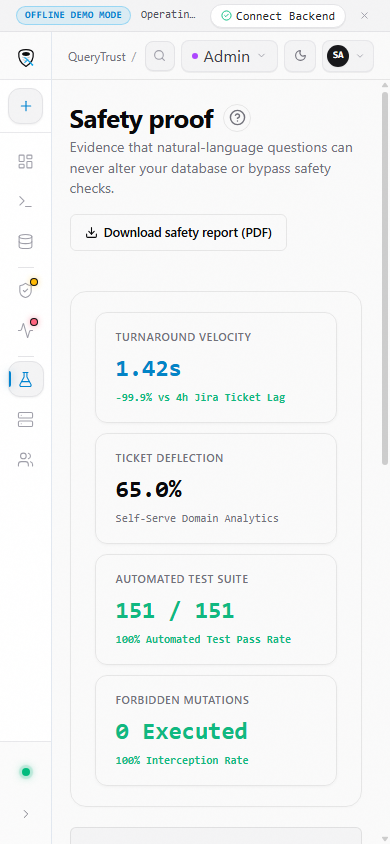 OFFLINE DEMO MODE Operatin… Connect Backend
QueryTrust / Admin SA
Safety proof
Evidence that natural-language questions can
never alter your database or bypass safety
checks.
Download safety report (PDF)
TURNAROUND VELOCITY
1.42s
-99.9% vs 4h Jira Ticket Lag
TICKET DEFLECTION
65.0%
Self-Serve Domain Analytics
AUTOMATED TEST SUITE
151 / 151
100% Automated Test Pass Rate
FORBIDDEN MUTATIONS
0 Executed
100% Interception Rate